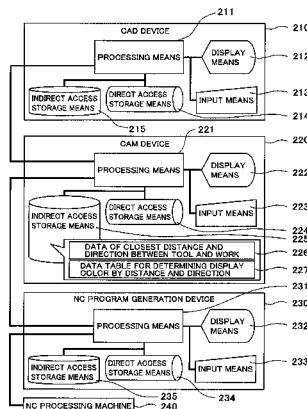 211
CAD DEVICE
210
PROCESSING MEANS
DISPLAY
MEANS
212
INDIRECT ACCESS
STORAGE MEANS
DIRECT ACCESS
STORAGE MEANS
INPUT MEANS
213
214
215
221
CAM DEVICE
220
PROCESSING MEANS
DISPLAY
MEANS
222
INDIRECT ACCESS
STORAGE MEANS
DIRECT ACCESS
STORAGE MEANS
INPUT MEANS
223
224
225
DATA OF CLOSEST DISTANCE AND
DIRECTION BETWEEN TOOL AND WORK
226
DATA TABLE FOR DETERMINING DISPLAY
COLOR BY DISTANCE AND DIRECTION
227
NC PROGRAM GENERATION DEVICE
230
231
PROCESSING MEANS
DISPLAY
MEANS
232
INDIRECT ACCESS
STORAGE MEANS
DIRECT ACCESS
STORAGE MEANS
INPUT MEANS
233
235
234
NC PROCESSING MACHINE
240